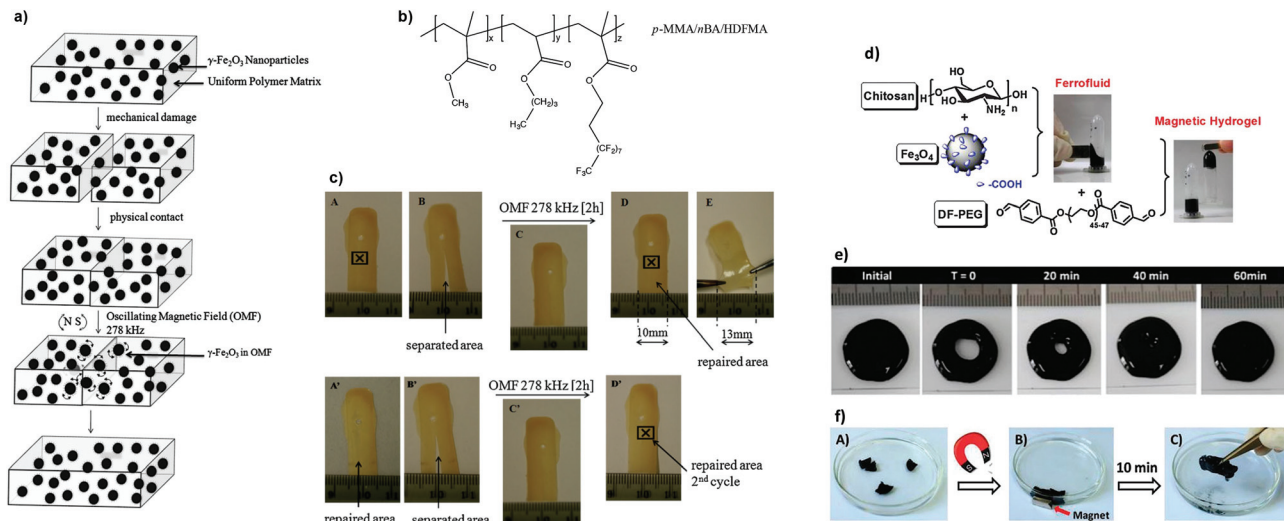 a)
γ-Fe₂O₃ Nanoparticles
Uniform Polymer Matrix
mechanical damage
physical contact
(N S)
Oscillating Magnetic Field (OMF)
278 kHz
γ-Fe₂O₃ in OMF
b)
p-MMA/nBA/HDFMA
x
y
z
O
O
CH₃
O
O
(CH₂)₃
H₃C
O
O
(CF₂)₇
F₃C
c)
A
B
OMF 278 kHz [2h]
C
D
E
separated area
10mm
13mm
repaired area
A'
B'
OMF 278 kHz [2h]
C'
D'
repaired area
separated area
repaired area
2nd cycle
d)
Chitosan
H
HO
O
HO
NH₂
OH
n
Ferrofluid
+
Fe₃O₄
-COOH
Magnetic Hydrogel
+
DF-PEG
O
O
O
O
O
O
45-47
e)
Initial
T = 0
20 min
40 min
60min
f)
A)
S
N
B)
10 min
C)
Magnet